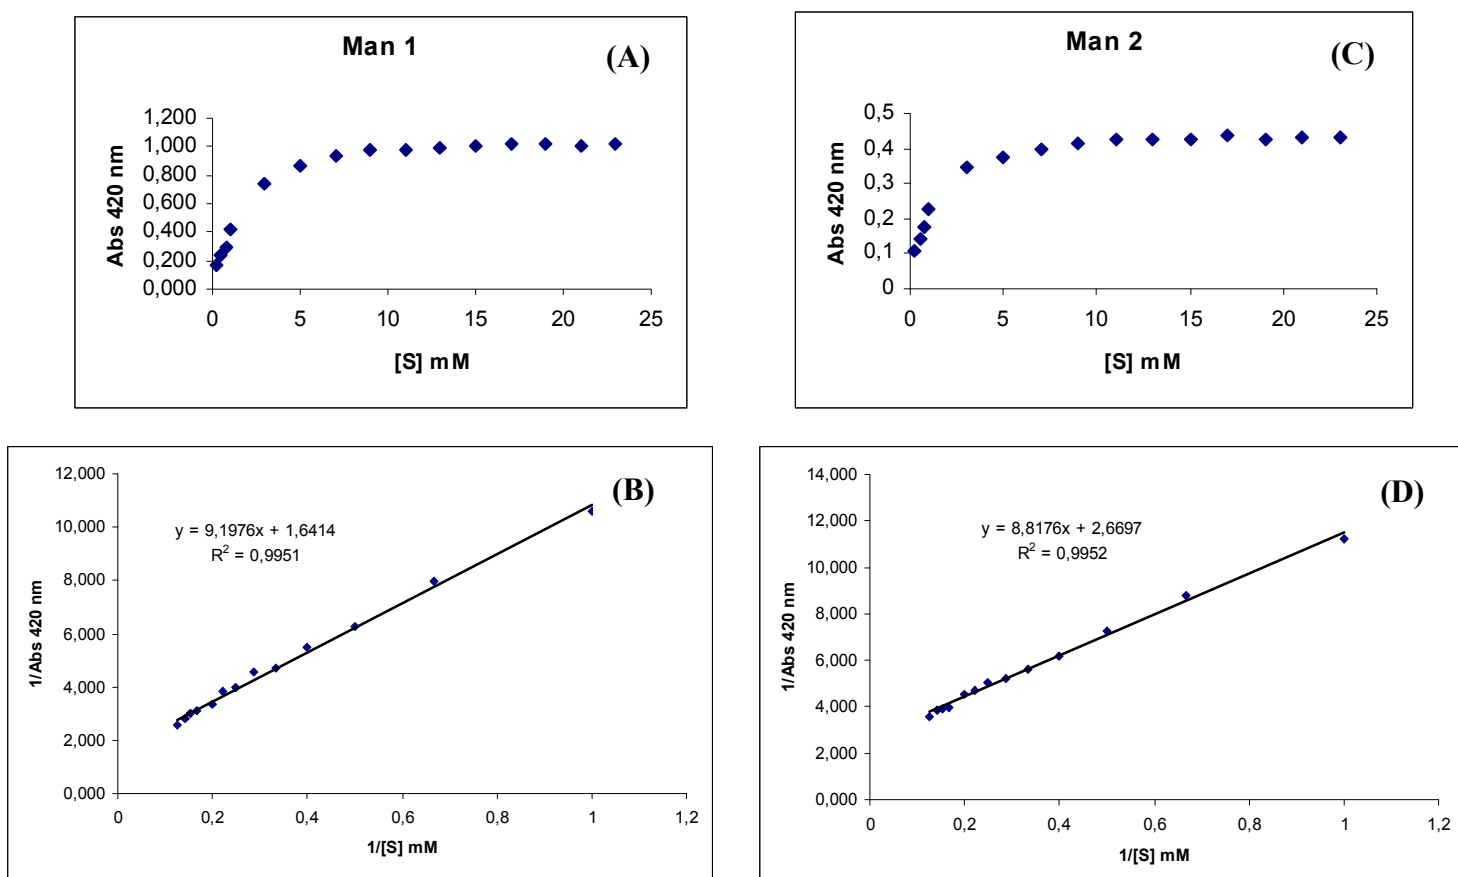 Man 1
(A)
1,200
1,000
0,800
0,600
0,400
0,200
0,000
Abs 420 nm
0 5 10 15 20 25
[S] mM
Man 2
(C)
0,5
0,4
0,3
0,2
0,1
0
Abs 420 nm
0 5 10 15 20 25
[S] mM
12,000
10,000
8,000
6,000
4,000
2,000
0,000
1/Abs 420 nm
(B)
y = 9,1976x + 1,6414
R² = 0,9951
0 0,2 0,4 0,6 0,8 1 1,2
1/[S] mM
14,000
12,000
10,000
8,000
6,000
4,000
2,000
0,000
1/Abs 420 nm
(D)
y = 8,8176x + 2,6697
R² = 0,9952
0 0,2 0,4 0,6 0,8 1 1,2
1/[S] mM